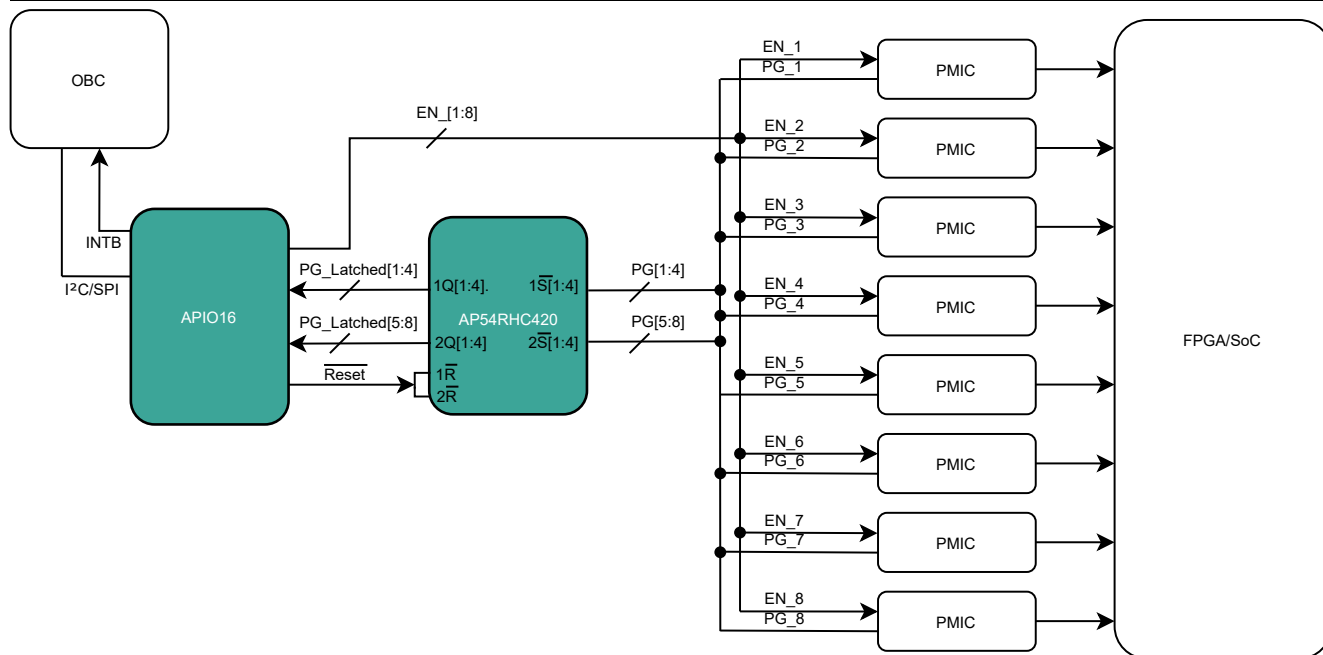 OBC
INTB
I²C/SPI
APIO16
EN_[1:8]
PG_Latched[1:4]
PG_Latched[5:8]
R̅e̅s̅e̅t̅
1Q[1:4].
1S̅[1:4]
AP54RHC420
2Q[1:4]
2S̅[1:4]
1R̅
2R̅
PG[1:4]
PG[5:8]
EN_1
PG_1
PMIC
EN_2
PG_2
PMIC
EN_3
PG_3
PMIC
EN_4
PG_4
PMIC
EN_5
PG_5
PMIC
EN_6
PG_6
PMIC
EN_7
PG_7
PMIC
EN_8
PG_8
PMIC
FPGA/SoC